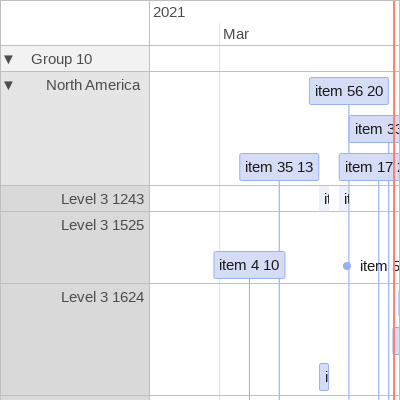 2021
Mar
▼ Group 10
▼ North America
item 56 20
item 33
item 35 13
item 17
Level 3 1243
it
it
Level 3 1525
item 4 10
item 5
Level 3 1624
i